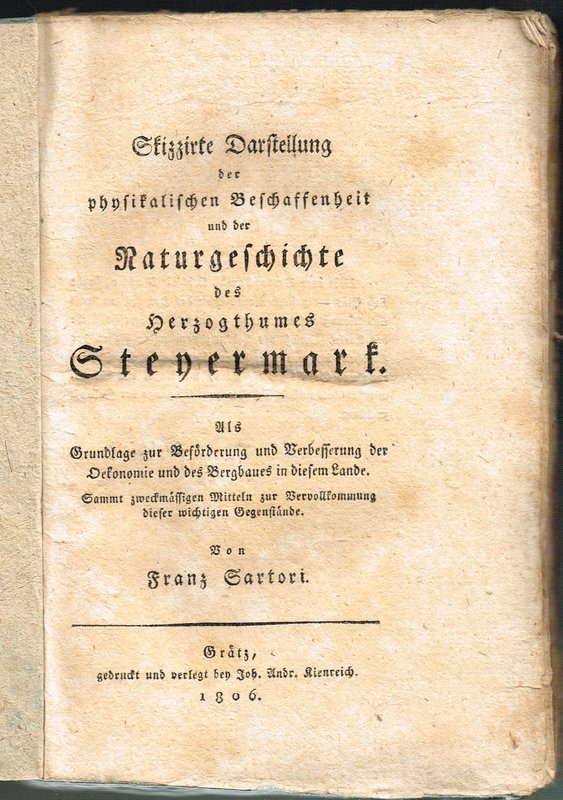 Skizzirte Darstellung
der
physikalischen Beschaffenheit
und der
Naturgeschichte
des
Herzogthumes
Steyermark.
Als
Grundlage zur Beförderung und Verbesserung der
Oekonomie und des Bergbaues in diesem Lande.
Sammt zweckmässigen Mitteln zur Vervollkommung
dieser wichtigen Gegenstände.
Von
Franz Sartori.
Grätz,
gedruckt und verlegt bey Joh. Andr. Kienreich.
1806.